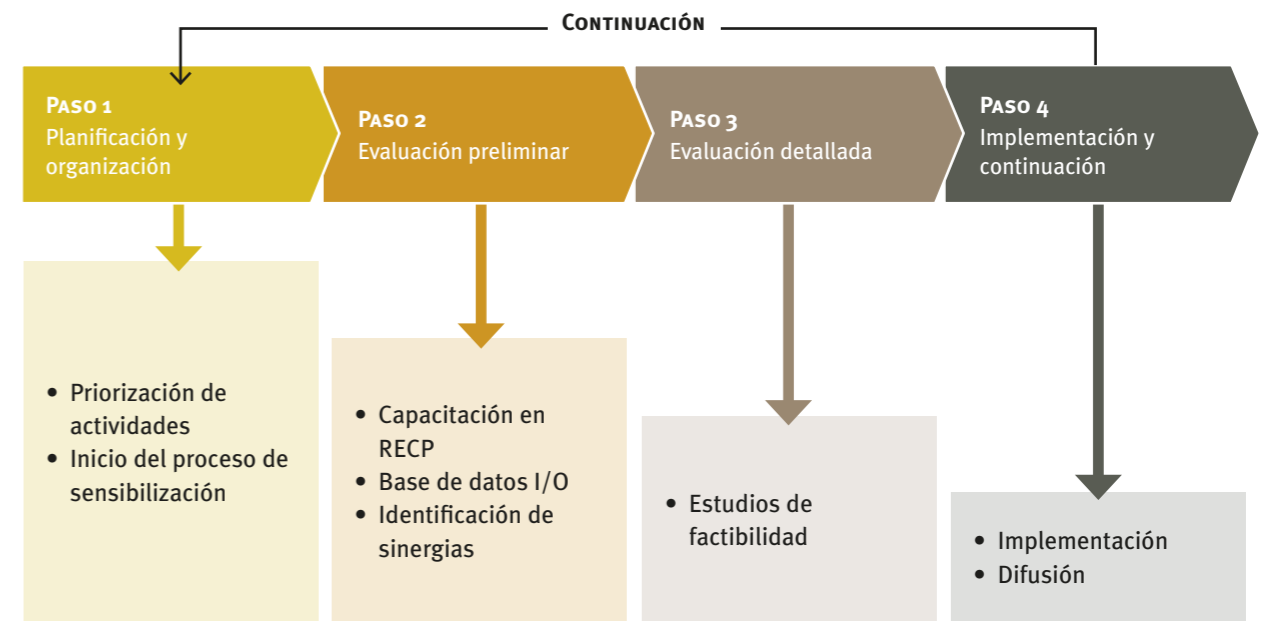 CONTINUACIÓN
PASO 1
Planificación y
organización
PASO 2
Evaluación preliminar
PASO 3
Evaluación detallada
PASO 4
Implementación y
continuación
• Priorización de
actividades
• Inicio del proceso de
sensibilización
• Capacitación en
RECP
• Base de datos I/O
• Identificación de
sinergias
• Estudios de
factibilidad
• Implementación
• Difusión